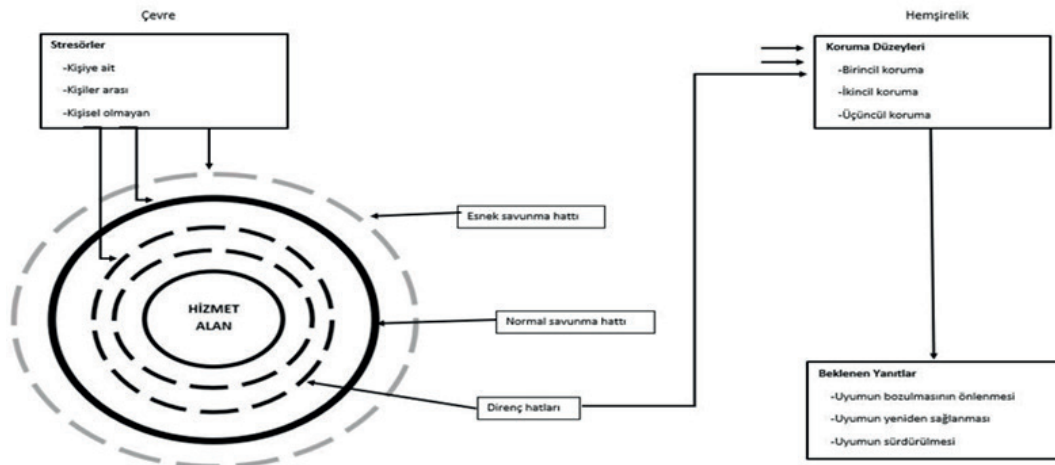 Çevre
Stresörler
-Kişiye ait
-Kişiler arası
-Kişisel olmayan
Esnek savunma hattı
Normal savunma hattı
Direnç hatları
HİZMET
ALAN
Hemşirelik
Koruma Düzeyleri
-Birincil koruma
-İkincil koruma
-Üçüncül koruma
Beklenen Yanıtlar
-Uyumun bozulmasının önlenmesi
-Uyumun yeniden sağlanması
-Uyumun sürdürülmesi